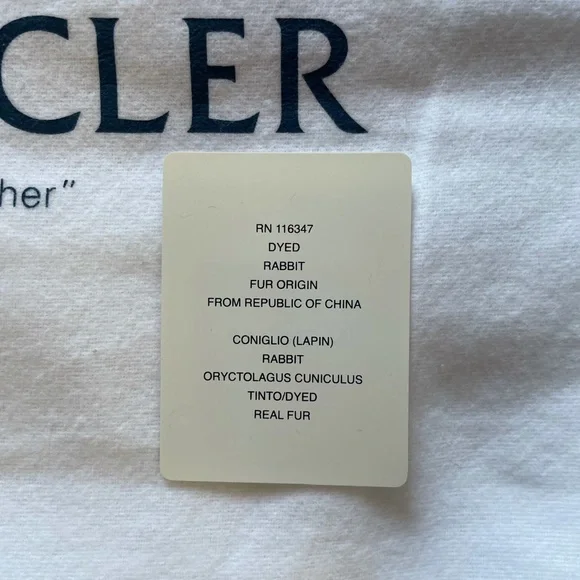 CLER
her"
RN 116347
DYED
RABBIT
FUR ORIGIN
FROM REPUBLIC OF CHINA
CONIGLIO (LAPIN)
RABBIT
ORYCTOLAGUS CUNICULUS
TINTO/DYED
REAL FUR